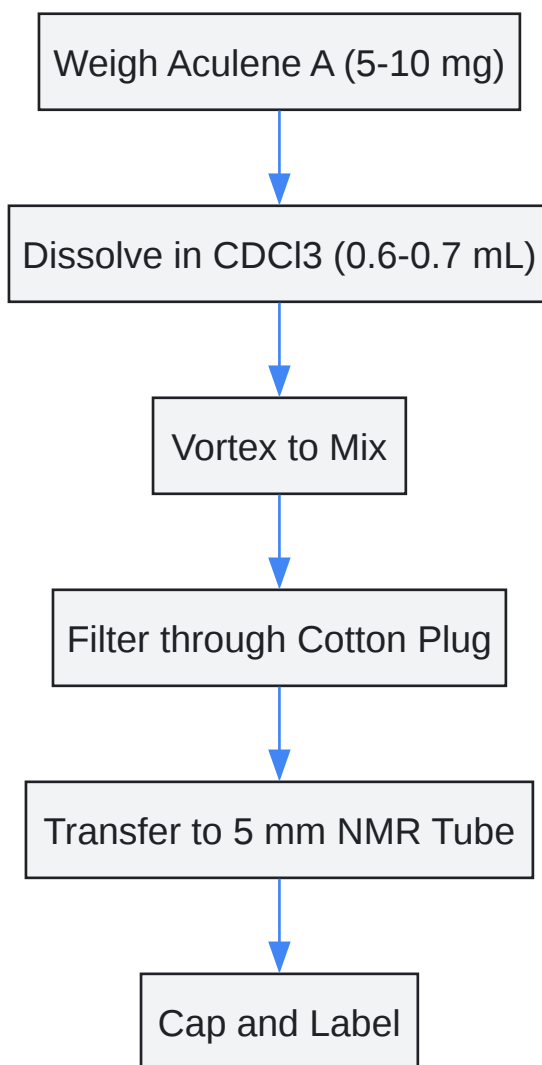 Weigh Aculene A (5-10 mg)
Dissolve in CDCl3 (0.6-0.7 mL)
Vortex to Mix
Filter through Cotton Plug
Transfer to 5 mm NMR Tube
Cap and Label